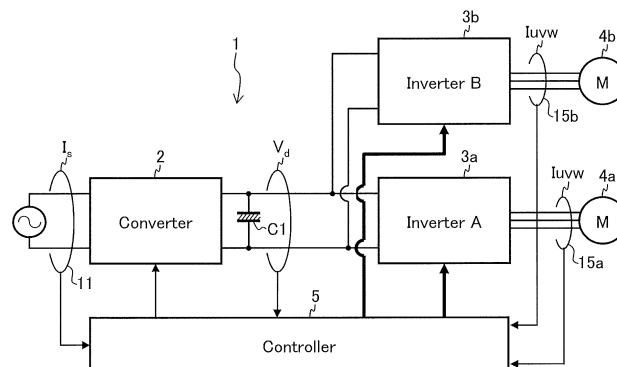 1
3b
Inverter B
Iuvw
15b
4b
M
Is
11
2
Converter
C1
Vd
3a
Inverter A
Iuvw
15a
4a
M
5
Controller